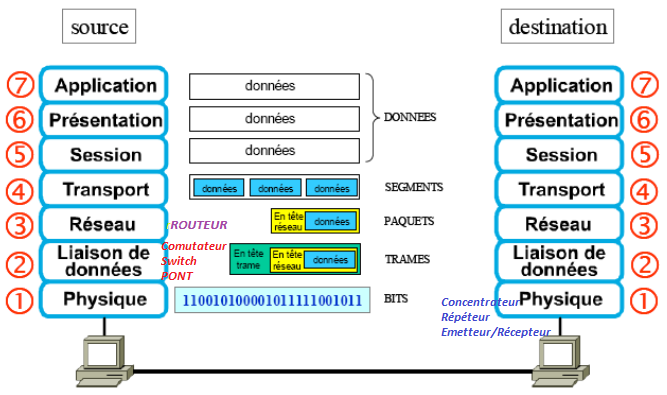 source
destination
7 Application
données
Application 7
6 Présentation
données
DONNEES
Présentation 6
5 Session
données
Session 5
4 Transport
données données données
SEGMENTS
Transport 4
3 Réseau
ROUTEUR
En tête
réseau
données
PAQUETS
Réseau 3
2 Liaison de
données
Comutateur
Switch
PONT
En tête
trame
En tête
réseau
données
TRAMES
Liaison de
données 2
1 Physique
110010100001011111001011
BITS
Concentrateur
Répéteur
Emetteur/Récepteur
Physique 1